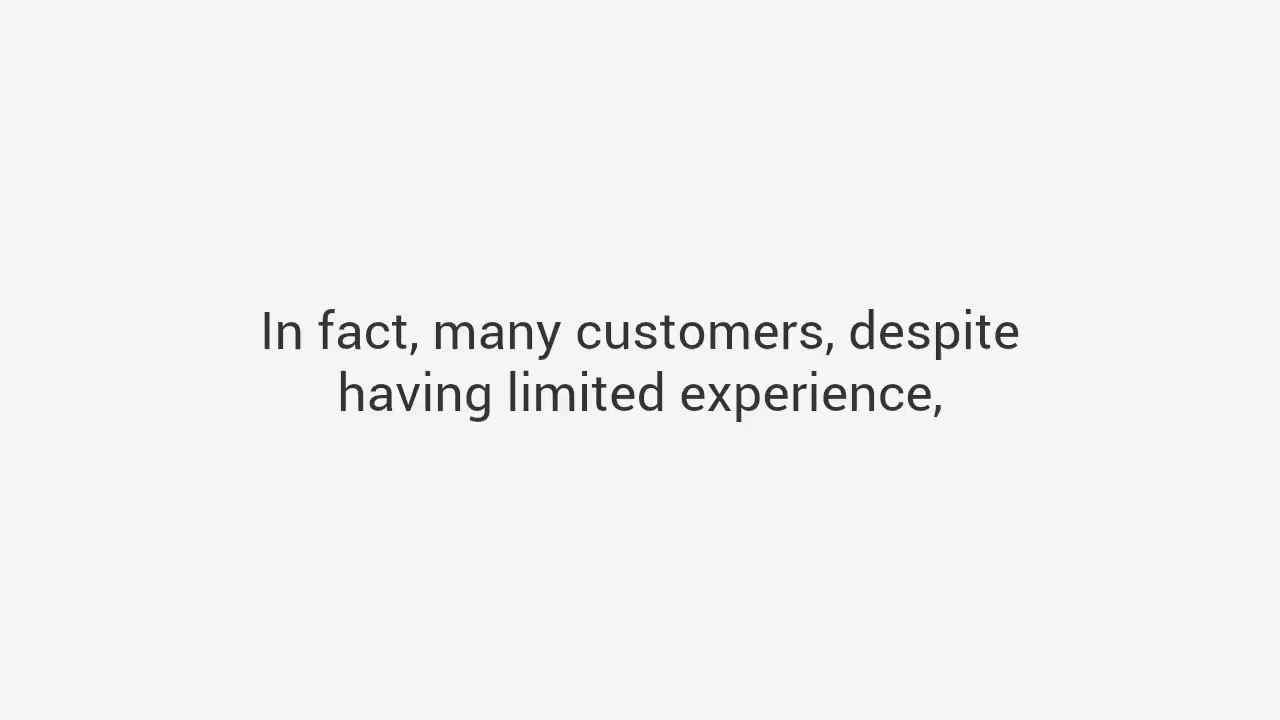 In fact, many customers, despite
having limited experience,